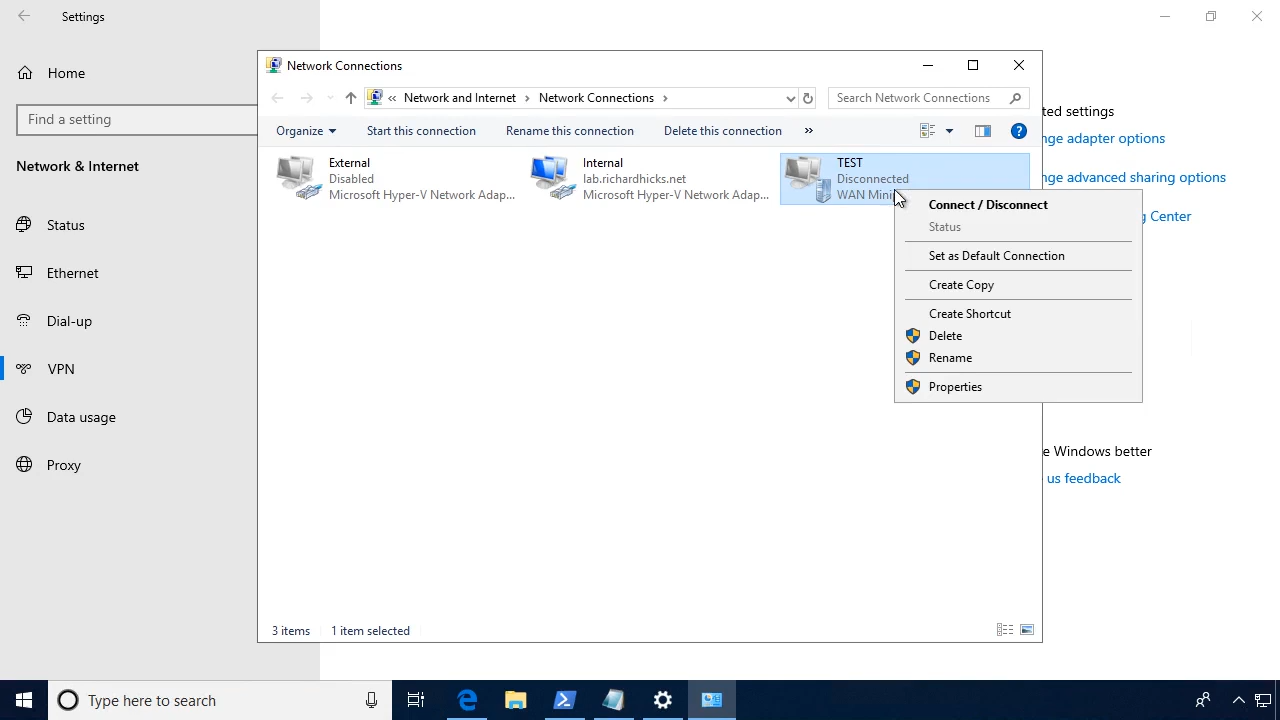 Settings
Home
Find a setting
Network & Internet
Status
Ethernet
Dial-up
VPN
Data usage
Proxy
Network Connections
« Network and Internet › Network Connections ›
Search Network Connections
Organize
Start this connection
Rename this connection
Delete this connection
»
External
Disabled
Microsoft Hyper-V Network Adap...
Internal
lab.richardhicks.net
Microsoft Hyper-V Network Adap...
TEST
Disconnected
WAN Mini
Connect / Disconnect
Status
Set as Default Connection
Create Copy
Create Shortcut
Delete
Rename
Properties
3 items
1 item selected
ted settings
nge adapter options
nge advanced sharing options
g Center
e Windows better
us feedback
Type here to search